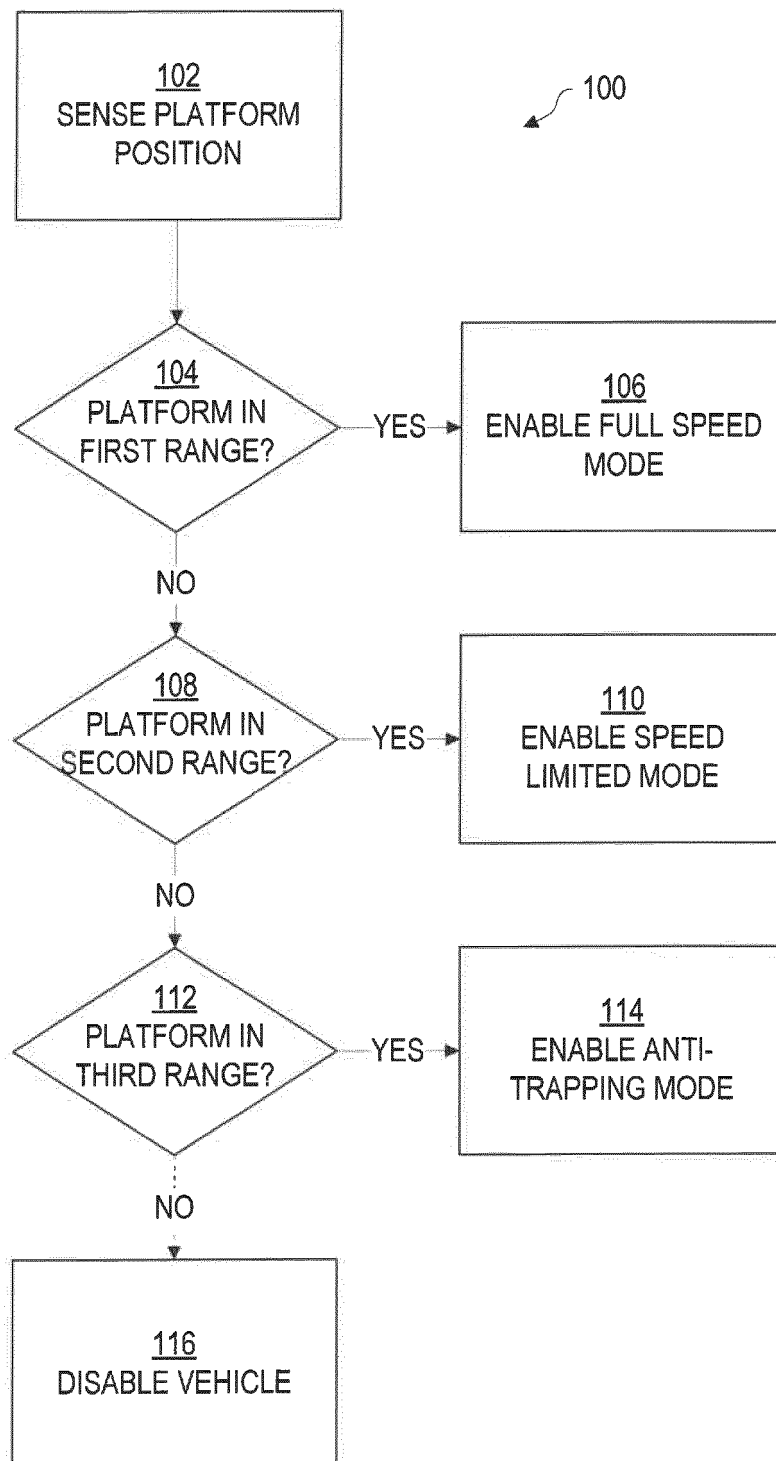 102
SENSE PLATFORM
POSITION
100
104
PLATFORM IN
FIRST RANGE?
YES
106
ENABLE FULL SPEED
MODE
NO
108
PLATFORM IN
SECOND RANGE?
YES
110
ENABLE SPEED
LIMITED MODE
NO
112
PLATFORM IN
THIRD RANGE?
YES
114
ENABLE ANTI-
TRAPPING MODE
NO
116
DISABLE VEHICLE